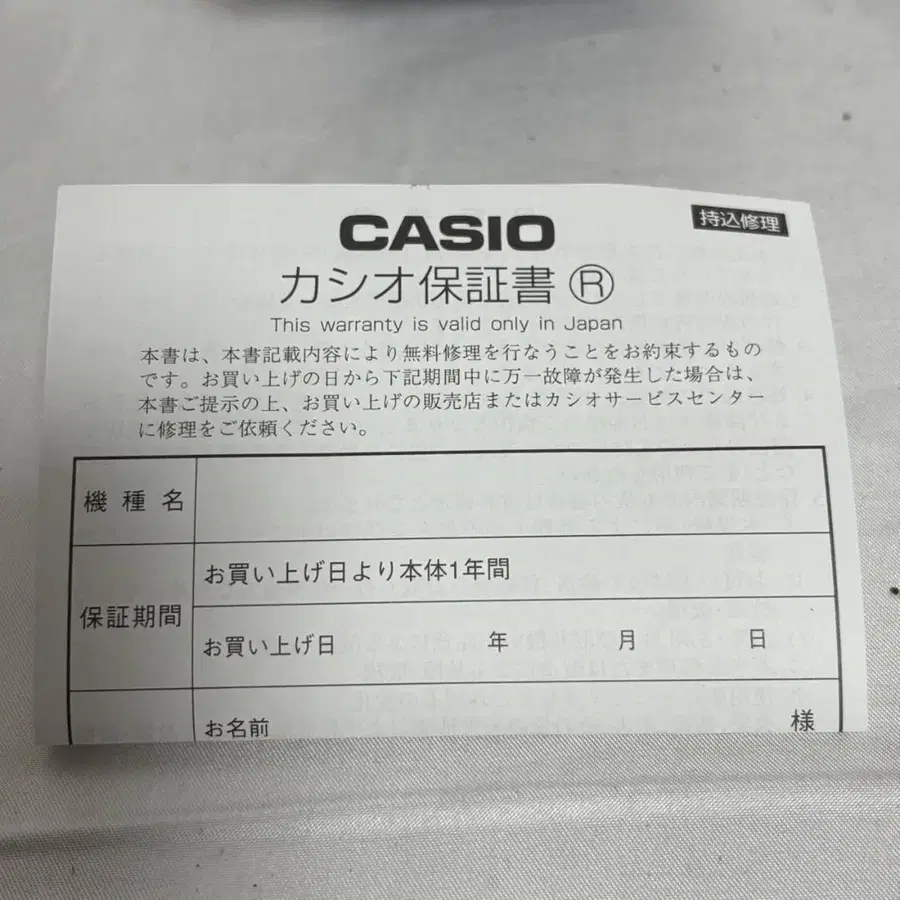 CASIO
持込修理
カシオ保証書 Ⓡ
This warranty is valid only in Japan
本書は、本書記載内容により無料修理を行なうことをお約束するもの
です。お買い上げの日から下記期間中に万一故障が発生した場合は、
本書ご提示の上、お買い上げの販売店またはカシオサービスセンター
に修理をご依頼ください。
機種名
保証期間
お買い上げ日より本体1年間
お買い上げ日 年 月 日
お名前 様